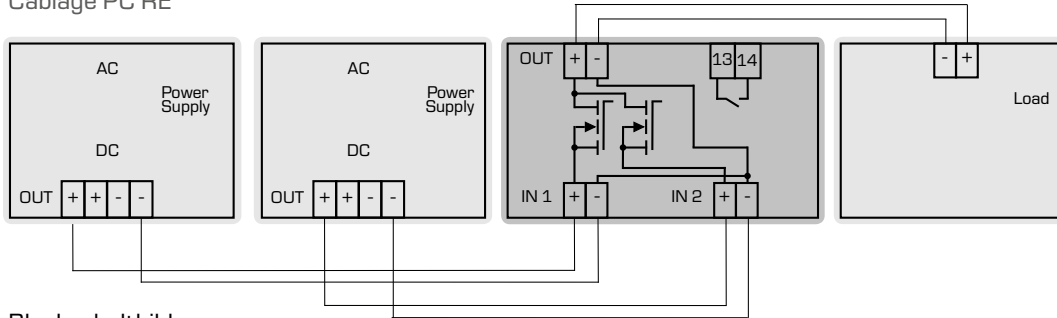 Câblage PC RE
AC
Power
Supply
DC
OUT + + - -
AC
Power
Supply
DC
OUT + + - -
OUT + -
13 14
IN 1 + -
IN 2 + -
- +
Load